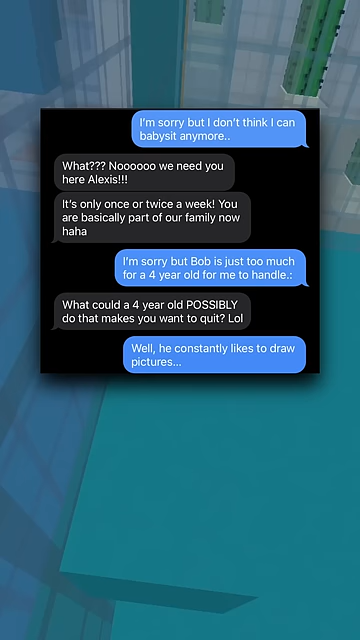 I'm sorry but I don't think I can
babysit anymore..
What??? Noooooo we need you
here Alexis!!!
It's only once or twice a week! You
are basically part of our family now
haha
I'm sorry but Bob is just too much
for a 4 year old for me to handle.:
What could a 4 year old POSSIBLY
do that makes you want to quit? Lol
Well, he constantly likes to draw
pictures...